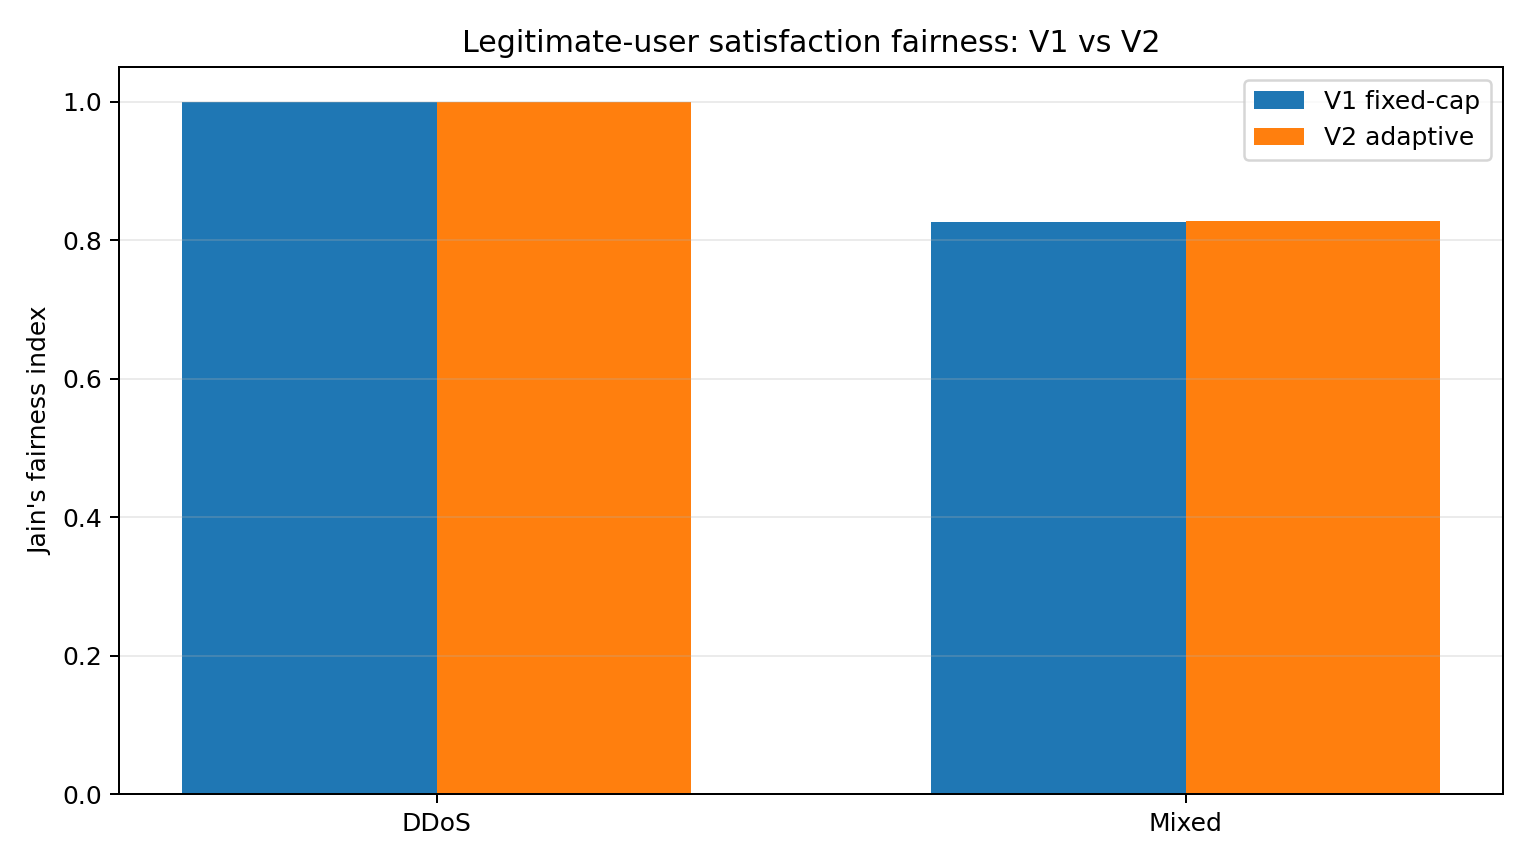 Legitimate-user satisfaction fairness: V1 vs V2
V1 fixed-cap
V2 adaptive
Jain's fairness index
1.0
0.8
0.6
0.4
0.2
0.0
DDoS
Mixed